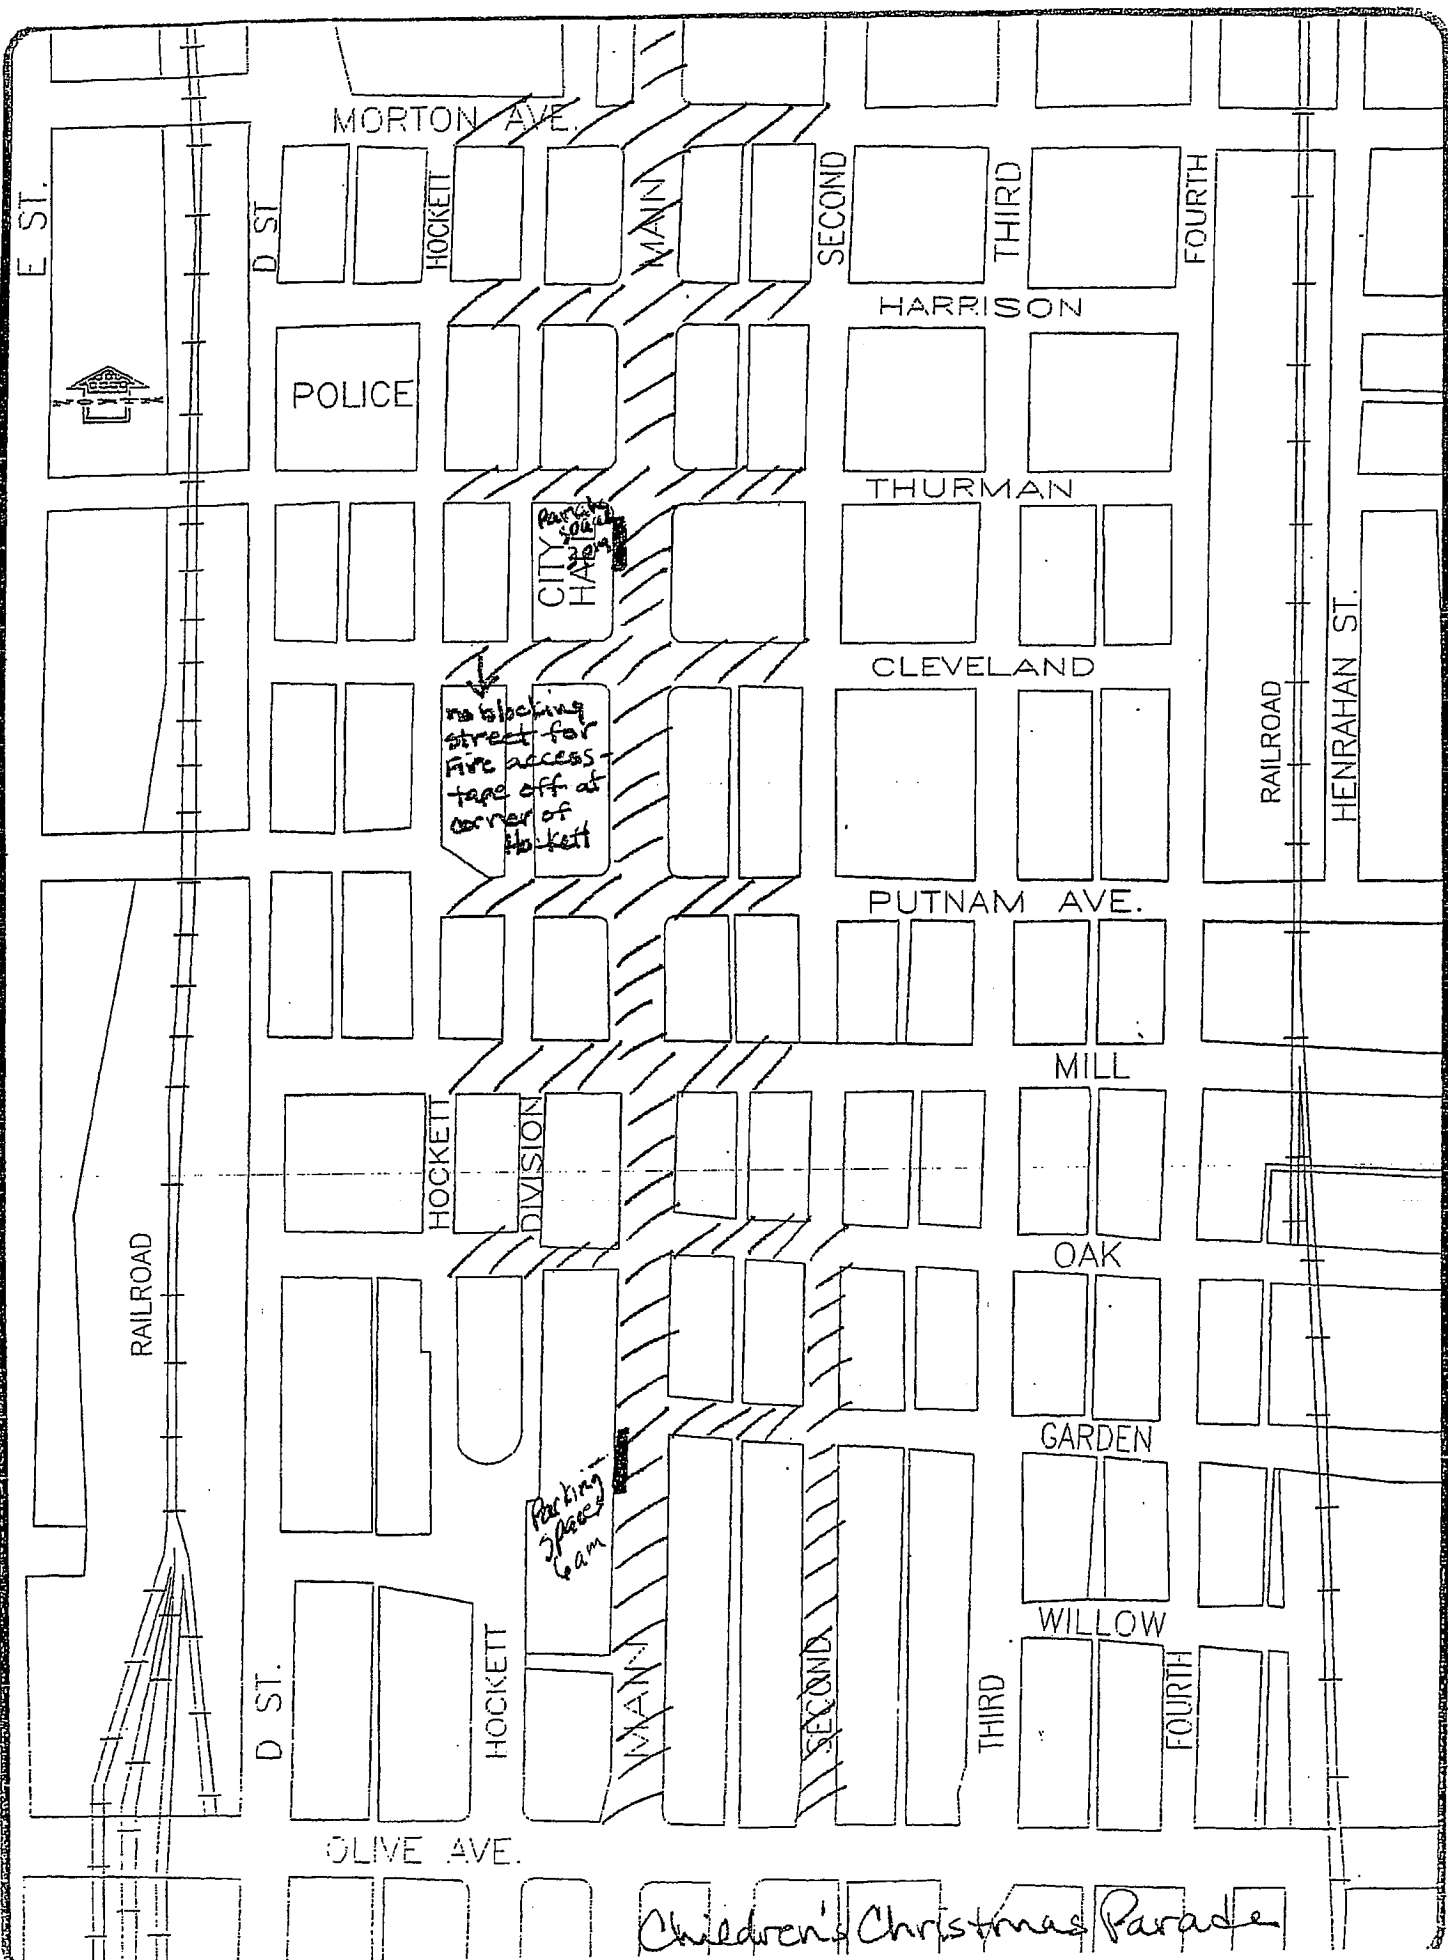 MORTON AVE.
E ST.
D ST
HOCKETT
MAIN
SECOND
THIRD
FOURTH
HARRISON
POLICE
THURMAN
CITY
HALL
CLEVELAND
no blocking
street for
Fire access-
tape off at
corner of
Hockett
RAILROAD
HENRAHAN ST.
PUTNAM AVE.
MILL
HOCKETT
DIVISION
RAILROAD
OAK
GARDEN
Parking
spaces
6am
WILLOW
D ST.
HOCKETT
MAIN
SECOND
THIRD
FOURTH
OLIVE AVE.
Children's Christmas Parade